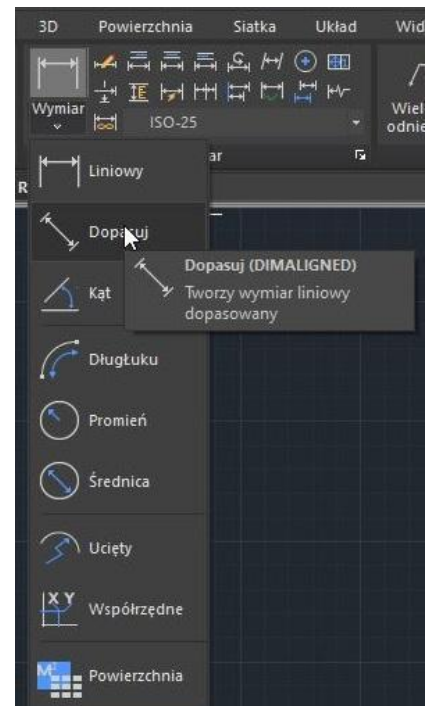 3D Powierzchnia Siatka Układ Wid
Wymiar
ISO-25
Wiel
odnie
ar
R
Liniowy
Dopasuj
Dopasuj (DIMALIGNED)
Tworzy wymiar liniowy
dopasowany
Kąt
DługŁuku
Promień
Średnica
Ucięty
X Y
Współrzędne
M²
Powierzchnia